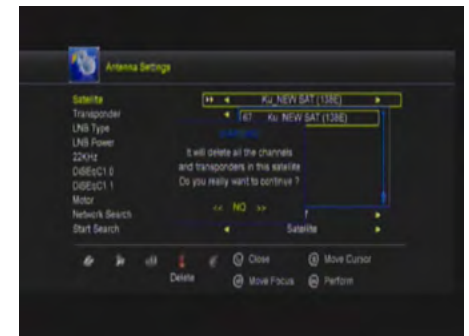 Antenna Settings
Satellite
Ku_NEW SAT (138E)
Transponder
67 Ku_NEW SAT (138E)
LNB Type
LNB Power
22KHz
It will delete all the channels
and transponders in this satellite
Do you really want to continue ?
DiSEqC1.0
DiSEqC1.1
Motor
<< NO >>
Network Search
Start Search
Satellite
Delete
Close
Move Cursor
Move Focus
Perform